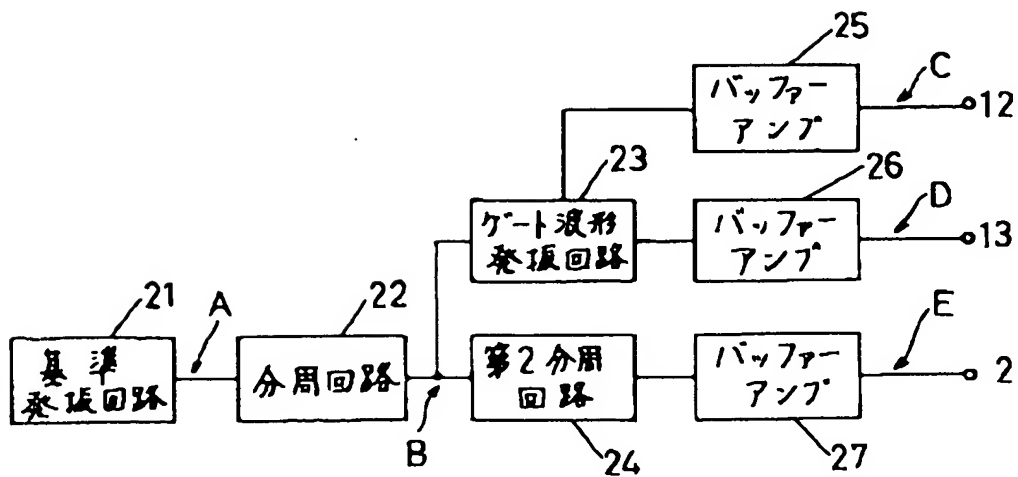 25
バッファー
アンプ
C
12
23
ゲート波形
発振回路
26
バッファー
アンプ
D
13
21
基準
発振回路
A
22
分周回路
B
第2分周
回路
24
バッファー
アンプ
27
E
2